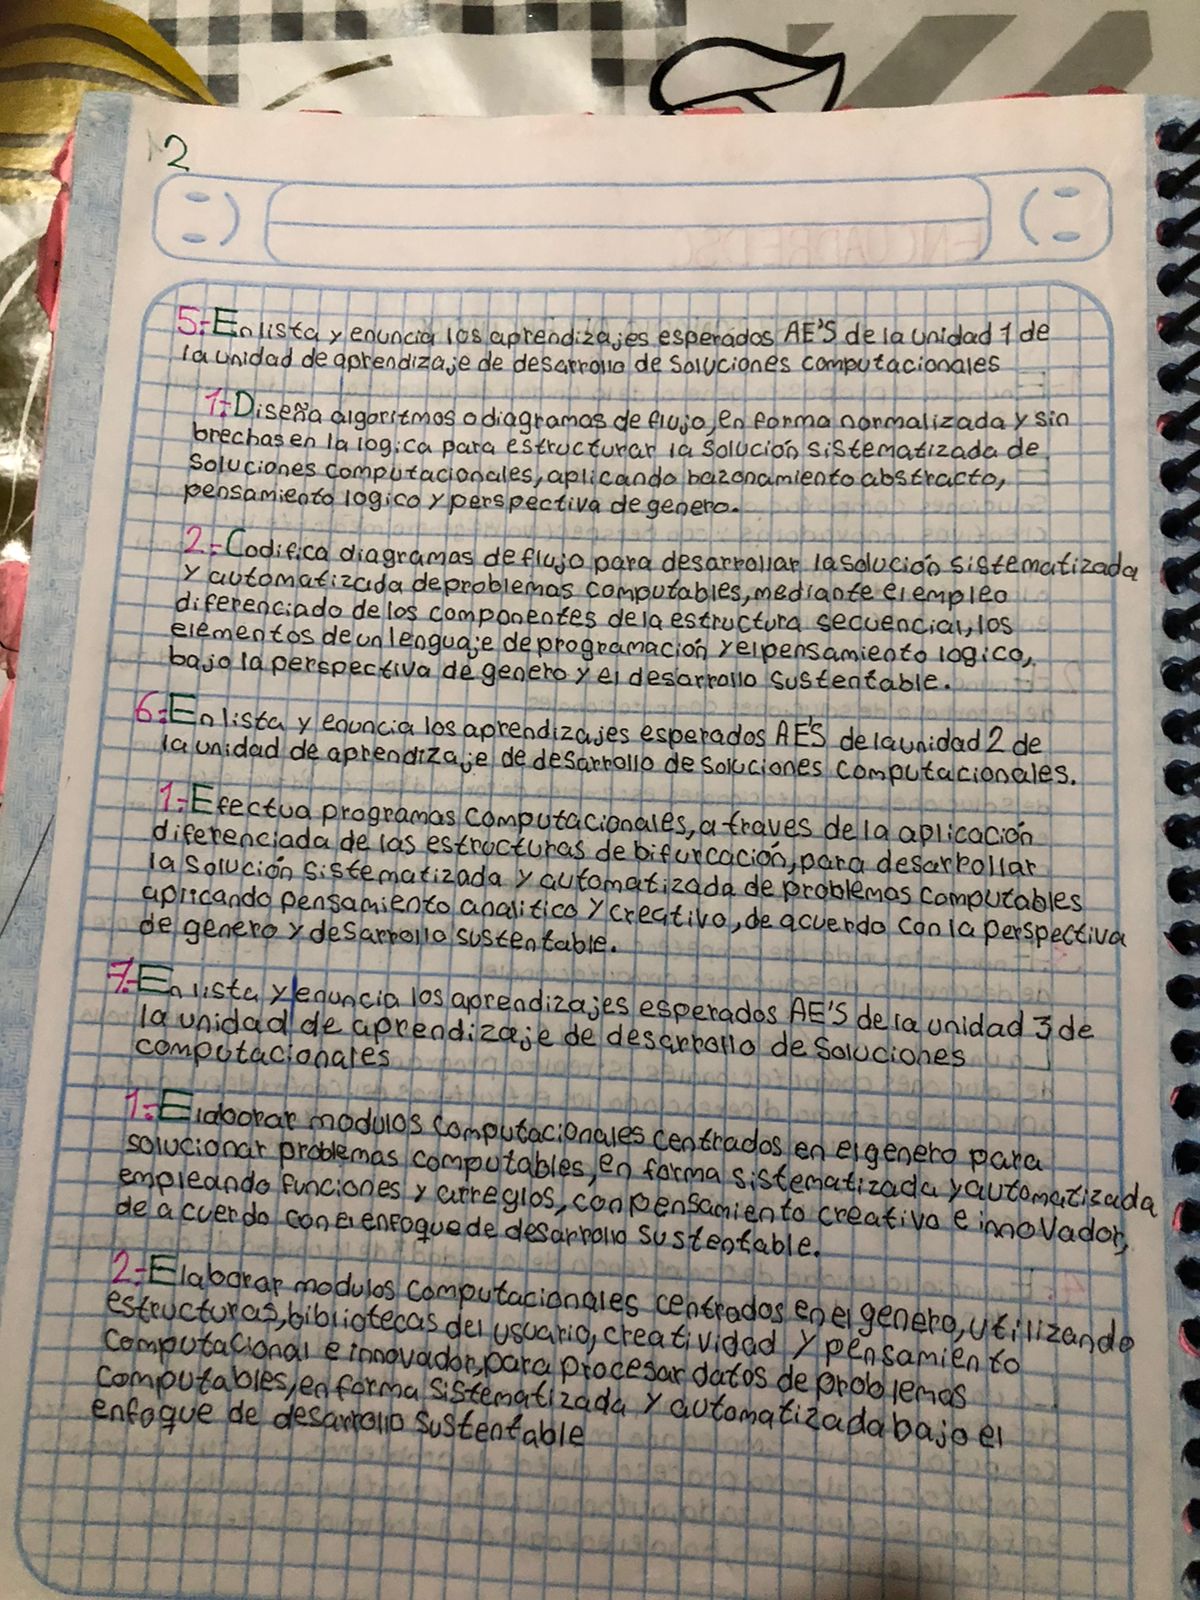 2
5.-Enlista y enuncia los aprendizajes esperados AE'S de la unidad 1 de
la unidad de aprendizaje de desarrollo de soluciones computacionales
1.-Diseña algoritmos o diagramas de flujo, en forma normalizada y sin
brechas en la logica para estructurar la solución sistematizada de
soluciones computacionales, aplicando bazonamiento abstracto,
pensamiento logico y perspectiva de genero.
2.-Codifica diagramas de flujo para desarrollar la solución sistematizada
y automatizada de problemas computables, mediante el empleo
diferenciado de los componentes de la estructura secuencial, los
elementos de un lenguaje de programación y el pensamiento logico,
bajo la perspectiva de genero y el desarrollo sustentable.
6.-Enlista y enuncia los aprendizajes esperados AE'S de la unidad 2 de
la unidad de aprendizaje de desarrollo de soluciones computacionales.
1.-Efectua programas computacionales, a traves de la aplicación
diferenciada de las estructuras de bifurcación, para desarrollar
la solución sistematizada y automatizada de problemas computables
aplicando pensamiento analitico y creativo, de acuerdo con la perspectiva
de genero y desarrollo sustentable.
7.-Enlista y enuncia los aprendizajes esperados AE'S de la unidad 3 de
la unidad de aprendizaje de desarrollo de soluciones
computacionales
1.-Elaborar modulos computacionales centrados en el genero para
solucionar problemas computables, en forma sistematizada y automatizada
empleando funciones y arreglos, con pensamiento creativo e innovador,
de acuerdo con el enfoque de desarrollo sustentable.
2.-Elaborar modulos computacionales centrados en el genero, utilizando
estructuras, bibliotecas del usuario, creatividad y pensamiento
computacional e innovador, para procesar datos de problemas
computables, en forma sistematizada y automatizada bajo el
enfoque de desarrollo sustentable